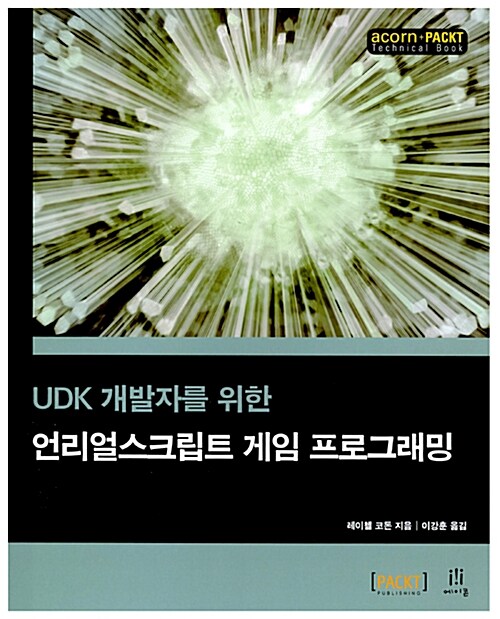 acorn+PACKT
Technical Book
UDK 개발자를 위한
언리얼스크립트 게임 프로그래밍
레이첼 코돈 지음 | 이강훈 옮김
[PACKT]
PUBLISHING
에이콘